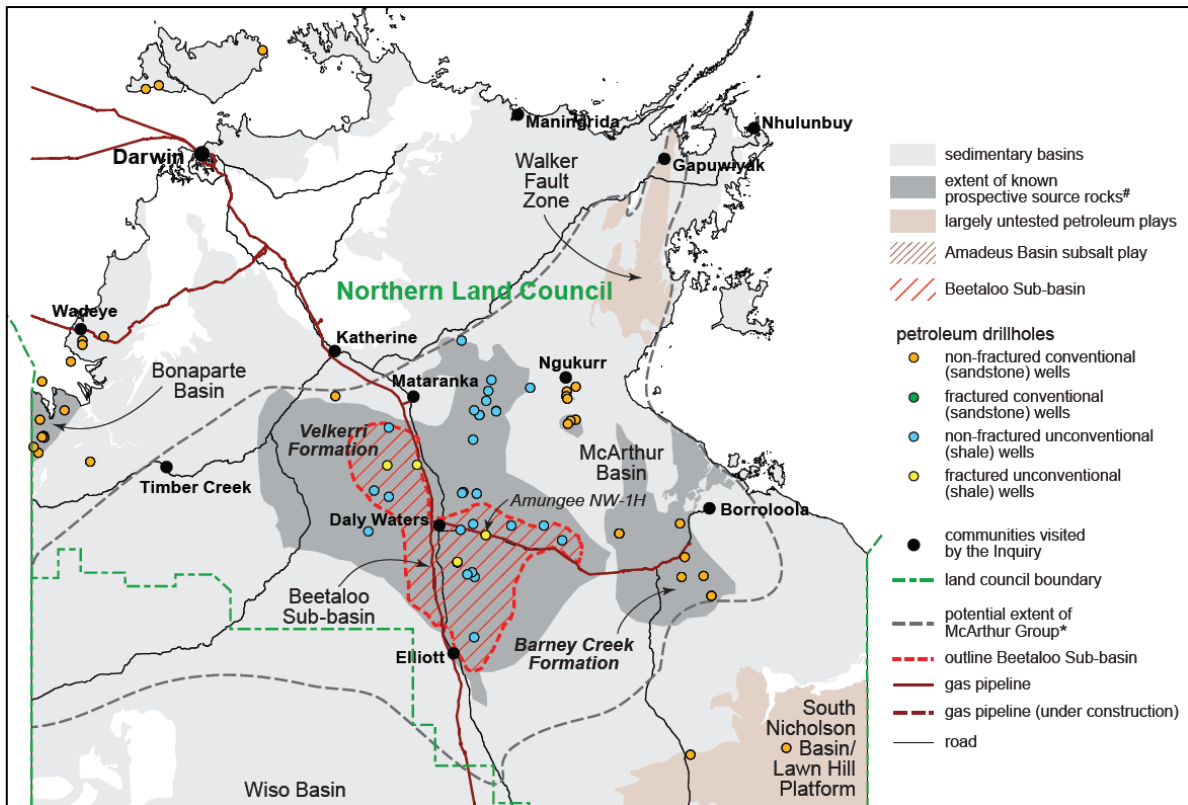 Maningrida
Nhulunbuy
Darwin
Gapuwiyak
Walker
Fault
Zone
Northern Land Council
Wadeye
Katherine
Ngukurr
Bonaparte
Basin
Mataranka
Velkerri
Formation
McArthur
Basin
Timber Creek
Amungee NW-1H
Daly Waters
Borroloola
Beetaloo
Sub-basin
Elliott
Barney Creek
Formation
South
Nicholson
Basin/
Lawn Hill
Platform
Wiso Basin
sedimentary basins
extent of known
prospective source rocks#
largely untested petroleum plays
Amadeus Basin subsalt play
Beetaloo Sub-basin
petroleum drillholes
non-fractured conventional
(sandstone) wells
fractured conventional
(sandstone) wells
non-fractured unconventional
(shale) wells
fractured unconventional
(shale) wells
communities visited
by the Inquiry
land council boundary
potential extent of
McArthur Group*
outline Beetaloo Sub-basin
gas pipeline
gas pipeline (under construction)
road